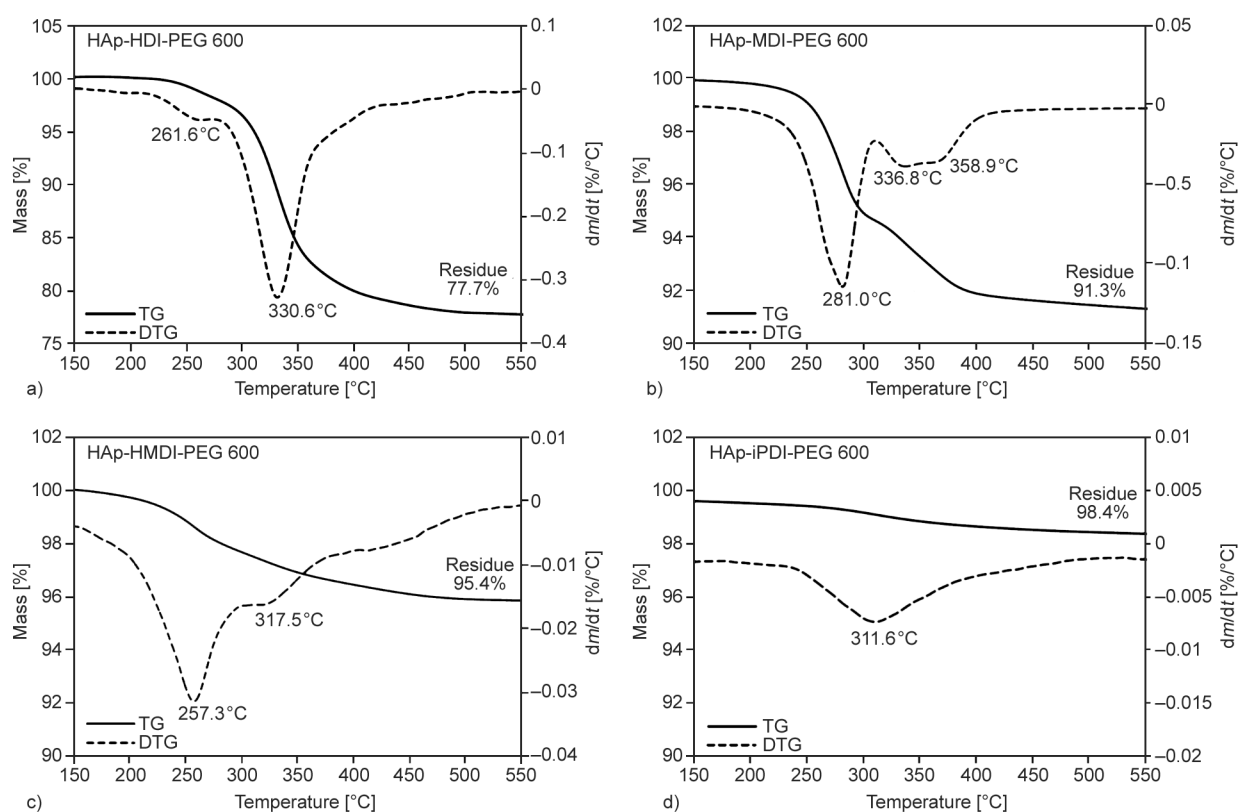 HAp-HDI-PEG 600
105
100
95
90
85
80
75
Mass [%]
0.1
0
–0.1
–0.2
–0.3
–0.4
dm/dt [%/°C]
261.6°C
330.6°C
Residue
77.7%
TG
DTG
150 200 250 300 350 400 450 500 550
Temperature [°C]
a)
HAp-MDI-PEG 600
102
100
98
96
94
92
90
Mass [%]
0.05
0
–0.5
–0.1
–0.15
dm/dt [%/°C]
336.8°C
358.9°C
281.0°C
Residue
91.3%
TG
DTG
150 200 250 300 350 400 450 500 550
Temperature [°C]
b)
HAp-HMDI-PEG 600
102
100
98
96
94
92
90
Mass [%]
0.01
0
–0.01
–0.02
–0.03
–0.04
dm/dt [%/°C]
317.5°C
257.3°C
Residue
95.4%
TG
DTG
150 200 250 300 350 400 450 500 550
Temperature [°C]
c)
HAp-iPDI-PEG 600
102
100
98
96
94
92
90
Mass [%]
0.01
0.005
0
–0.005
–0.01
–0.015
–0.02
dm/dt [%/°C]
311.6°C
Residue
98.4%
TG
DTG
150 200 250 300 350 400 450 500 550
Temperature [°C]
d)